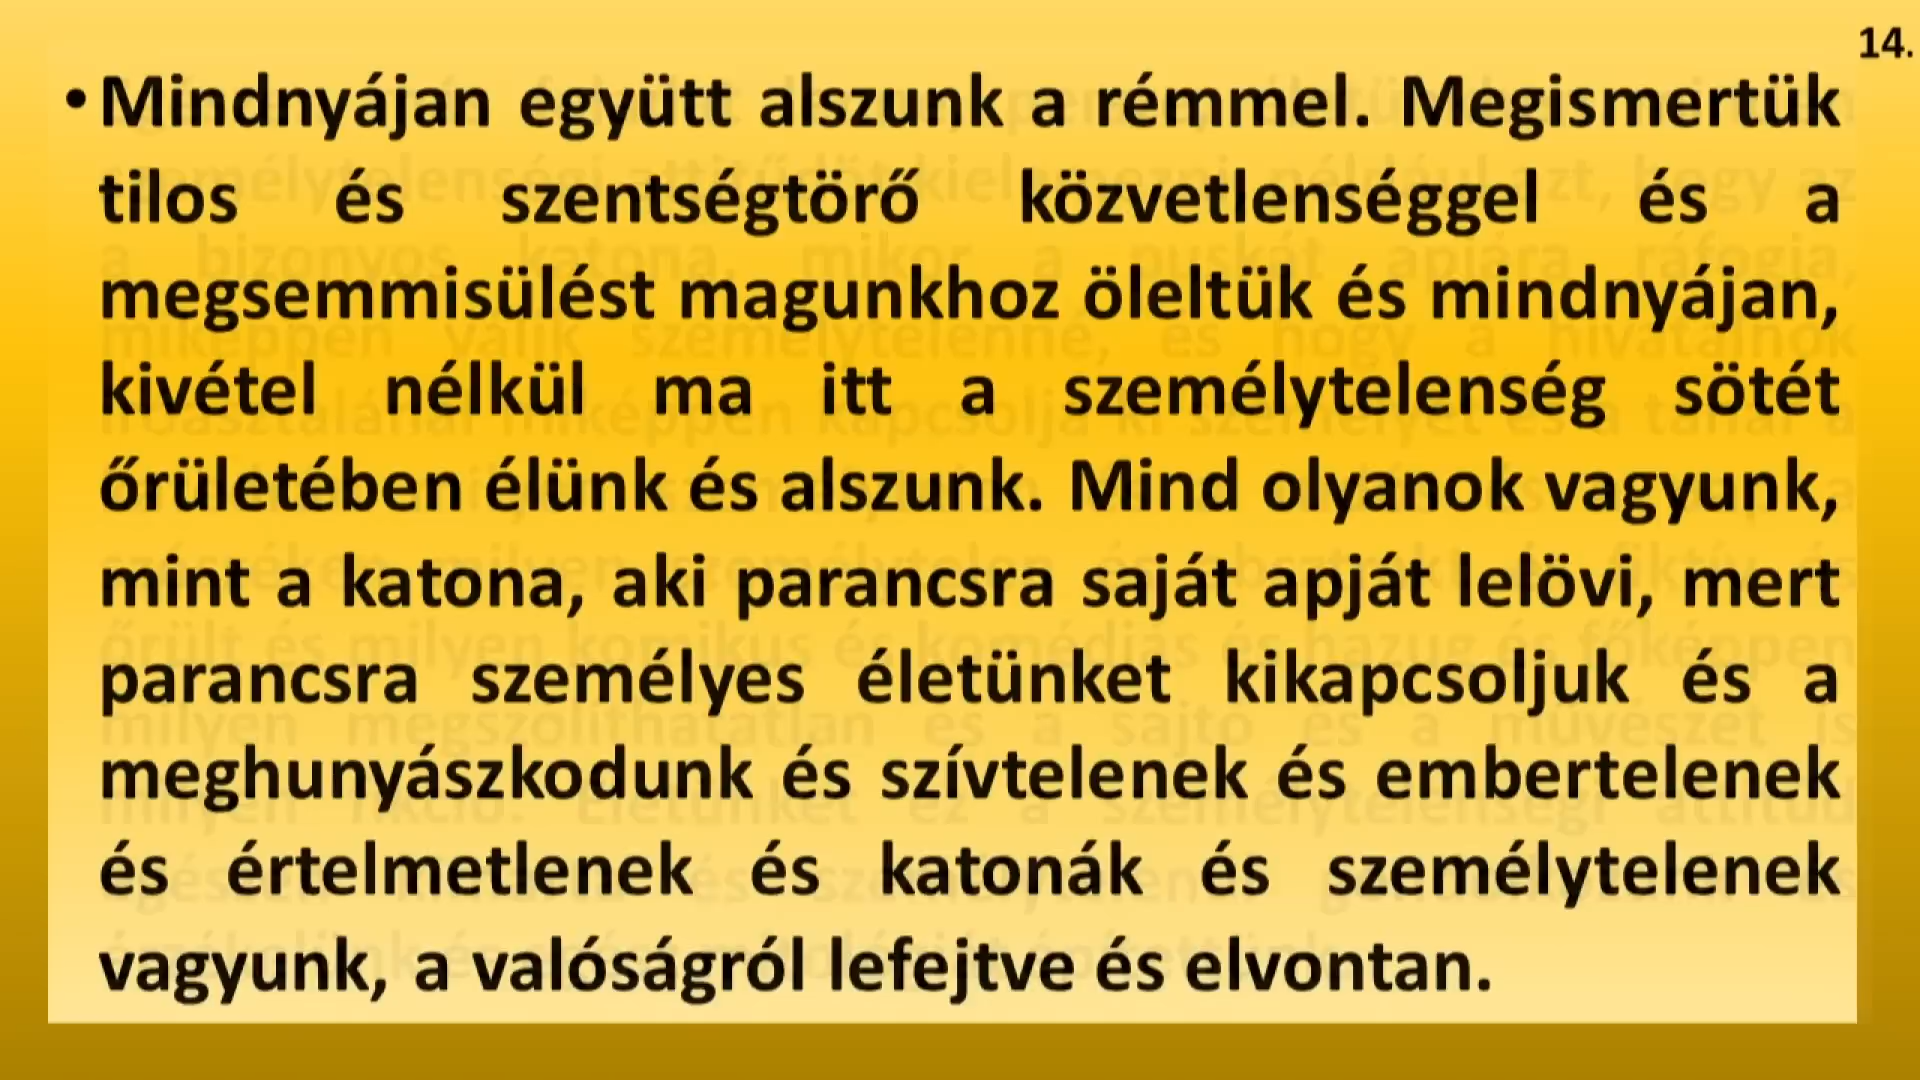 14.
• Mindnyájan együtt alszunk a rémmel. Megismertük
tilos és szentségtörő közvetlenséggel és a
megsemmisülést magunkhoz öleltük és mindnyájan,
kivétel nélkül ma itt a személytelenség sötét
őrületében élünk és alszunk. Mind olyanok vagyunk,
mint a katona, aki parancsra saját apját lelövi, mert
parancsra személyes életünket kikapcsoljuk és a
meghunyászkodunk és szívtelenek és embertelenek
és értelmetlenek és katonák és személytelenek
vagyunk, a valóságról lefejtve és elvontan.